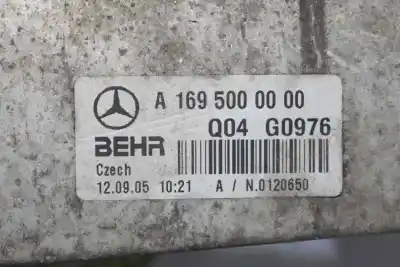 A 169 500 00 00
Q04 G0976
BEHR
Czech
12.09.05 10:21 A / N.0120650